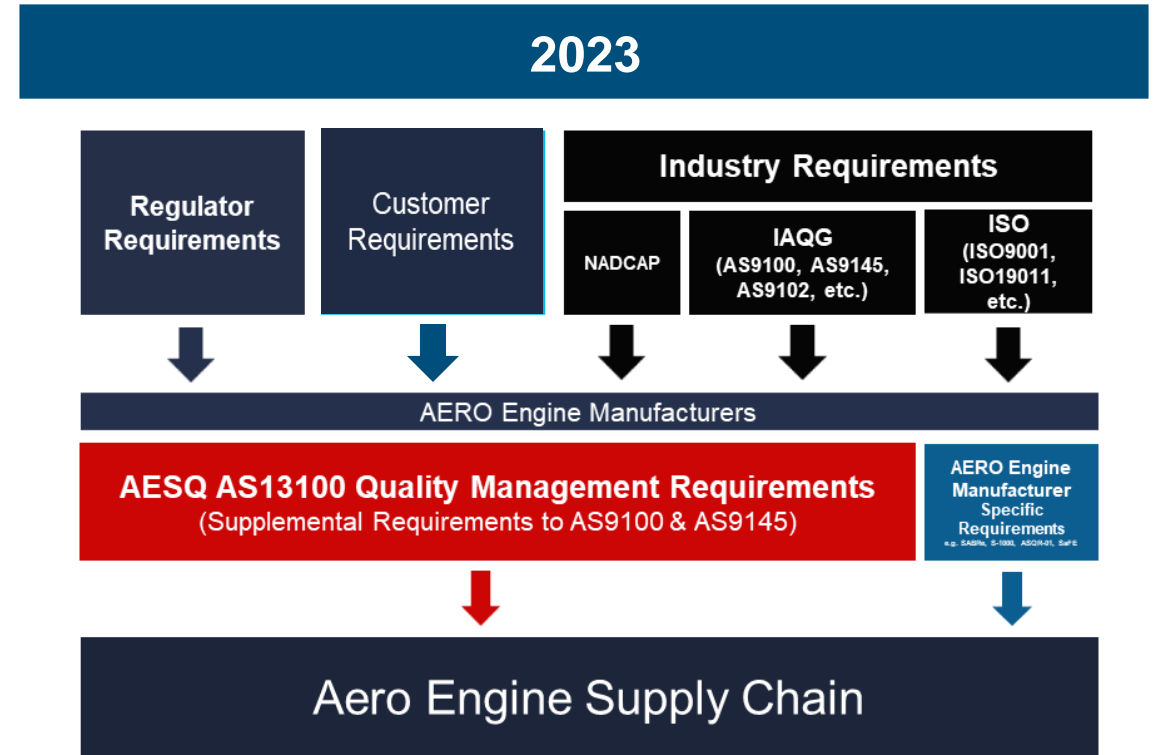 2023
Regulator
Requirements
Customer
Requirements
Industry Requirements
NADCAP
IAQG
(AS9100, AS9145,
AS9102, etc.)
ISO
(ISO9001,
ISO19011,
etc.)
AERO Engine Manufacturers
AESQ AS13100 Quality Management Requirements
(Supplemental Requirements to AS9100 & AS9145)
AERO Engine
Manufacturer
Specific
Requirements
e.g. SABRe, S-1000, ASQR-01, SaFE
Aero Engine Supply Chain